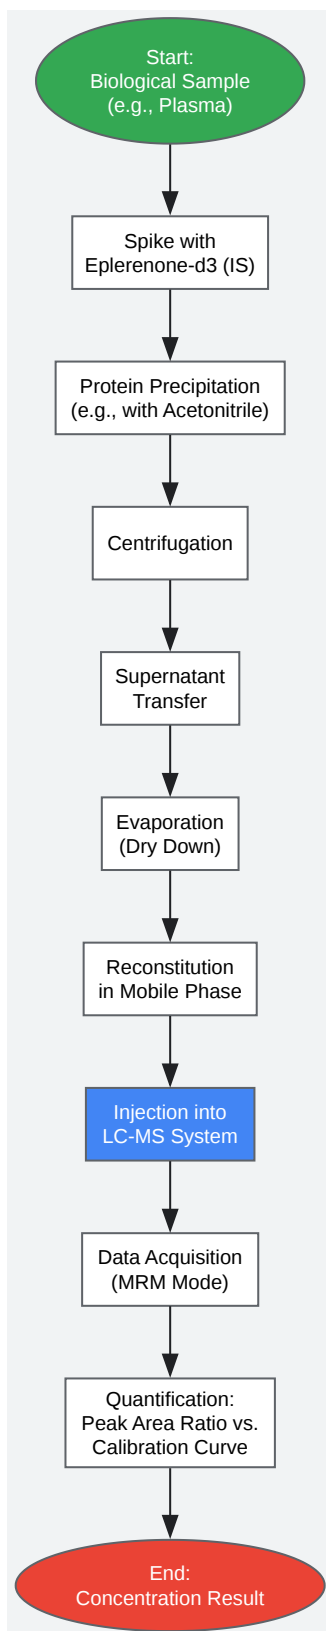 Start:
Biological Sample
(e.g., Plasma)
Spike with
Eplerenone-d3 (IS)
Protein Precipitation
(e.g., with Acetonitrile)
Centrifugation
Supernatant
Transfer
Evaporation
(Dry Down)
Reconstitution
in Mobile Phase
Injection into
LC-MS System
Data Acquisition
(MRM Mode)
Quantification:
Peak Area Ratio vs.
Calibration Curve
End:
Concentration Result